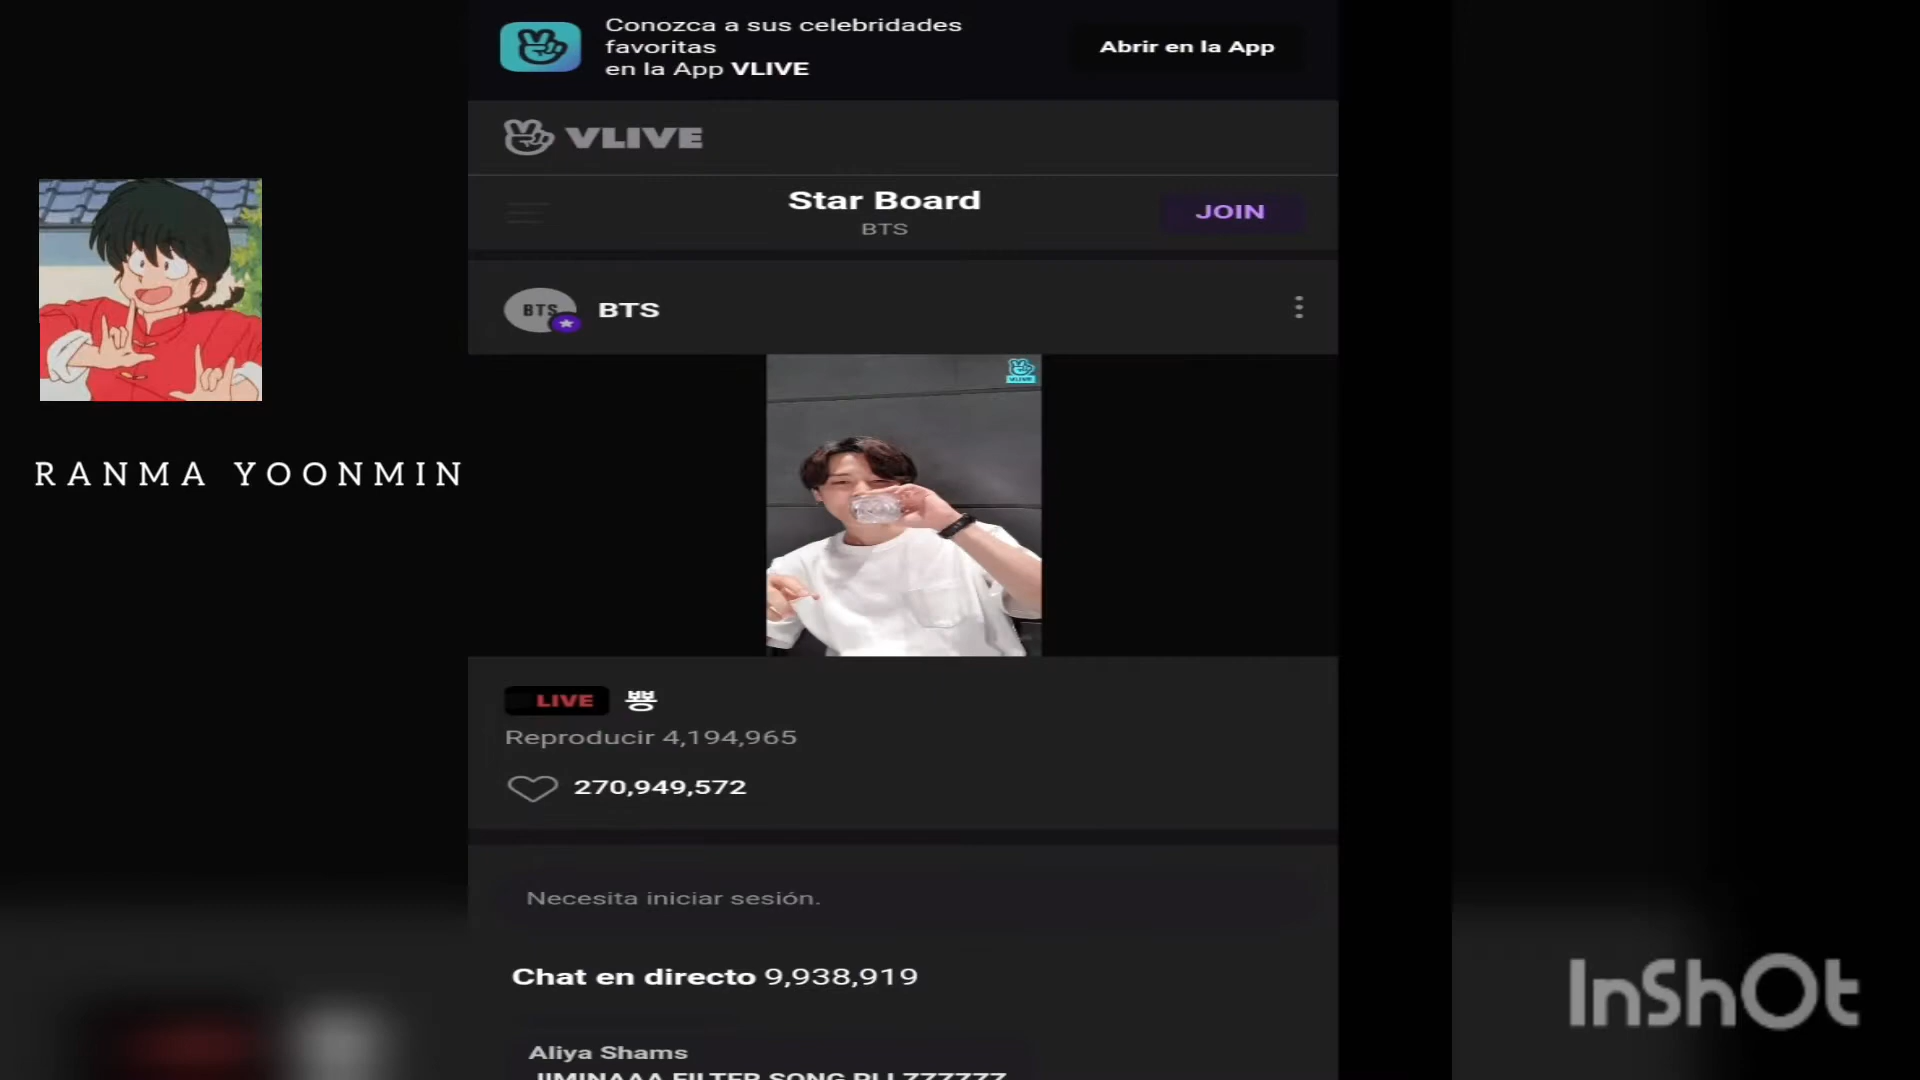 Conozca a sus celebridades
favoritas
en la App VLIVE
Abrir en la App
VLIVE
Star Board
BTS
JOIN
BTS
BTS
VLIVE
RANMA YOONMIN
LIVE 뿅
Reproducir 4,194,965
270,949,572
Necesita iniciar sesión.
Chat en directo 9,938,919
Aliya Shams
JIMINAAA FILTER SONG PLLZZZZZZ
InShOt